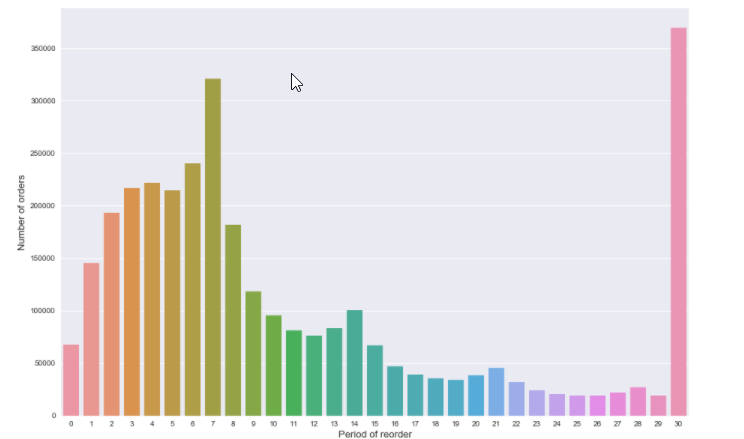 350000
300000
250000
200000
150000
100000
50000
0
Number of orders
0 1 2 3 4 5 6 7 8 9 10 11 12 13 14 15 16 17 18 19 20 21 22 23 24 25 26 27 28 29 30
Period of reorder